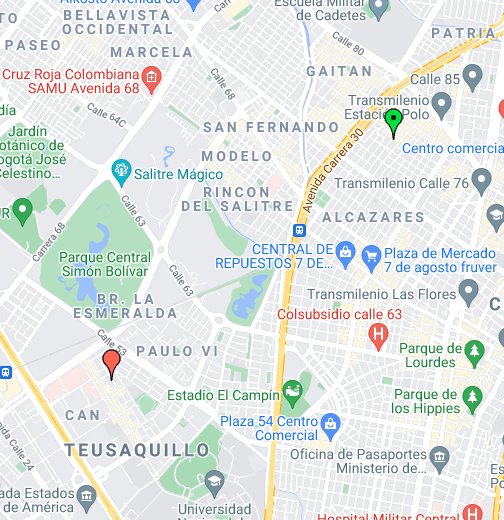 Alkosto Avenida 68
Escuela Militar
de Cadetes
BELLAVISTA
OCCIDENTAL
PATRIA
PASEO
MARCELA
Calle 80
GAITAN
Cruz Roja Colombiana
SAMU Avenida 68
Calle 68
Calle 85
Transmilenio
Estación Polo
Calle 64C
SAN FERNANDO
Avenida Carrera 30
Jardín
Botánico de
Bogotá José
Celestino...
MODELO
Centro comercial
Salitre Mágico
RINCON
DEL SALITRE
Transmilenio Calle 76
Calle 63
ALCAZARES
UR
Carrera 68
Parque Central
Simón Bolívar
CENTRAL DE
REPUESTOS 7 DE...
Plaza de Mercado
7 de agosto fruver
Calle 63
BR. LA
ESMERALDA
Transmilenio Las Flores
Colsubsidio calle 63
Calle 53
PAULO VI
Parque de
Lourdes
Estadio El Campín
Parque de
los Hippies
CAN
Plaza 54 Centro
Comercial
TEUSAQUILLO
Oficina de Pasaportes
Ministerio de...
Calle 24
Estados
de América
Universidad
Nacional
Hospital Militar Central